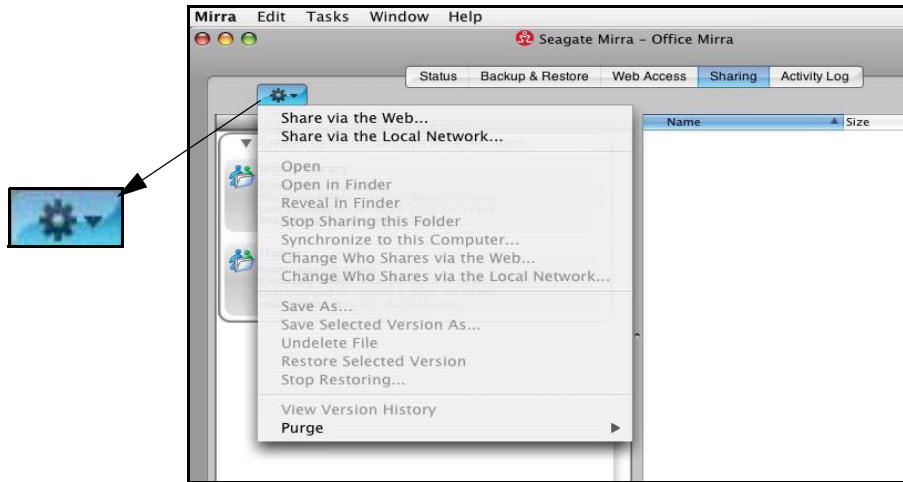 Mirra Edit Tasks Window Help
Seagate Mirra – Office Mirra
Status Backup & Restore Web Access Sharing Activity Log
Name Size
Share via the Web...
Share via the Local Network...
Open
Open in Finder
Reveal in Finder
Stop Sharing this Folder
Synchronize to this Computer...
Change Who Shares via the Web...
Change Who Shares via the Local Network...
Save As...
Save Selected Version As...
Undelete File
Restore Selected Version
Stop Restoring...
View Version History
Purge